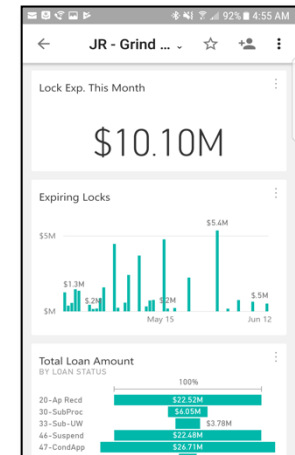 92% 4:55 AM
JR - Grind ...
Lock Exp. This Month
$10.10M
Expiring Locks
$5.4M
$5M
$1.3M
$.2M $.2M $.5M
$M
May 15 Jun 12
Total Loan Amount
BY LOAN STATUS
100%
20-Ap Recd $22.52M
30-SubProc $6.05M
33-Sub-UW $3.78M
46-Suspend $22.48M
47-CondApp $26.71M